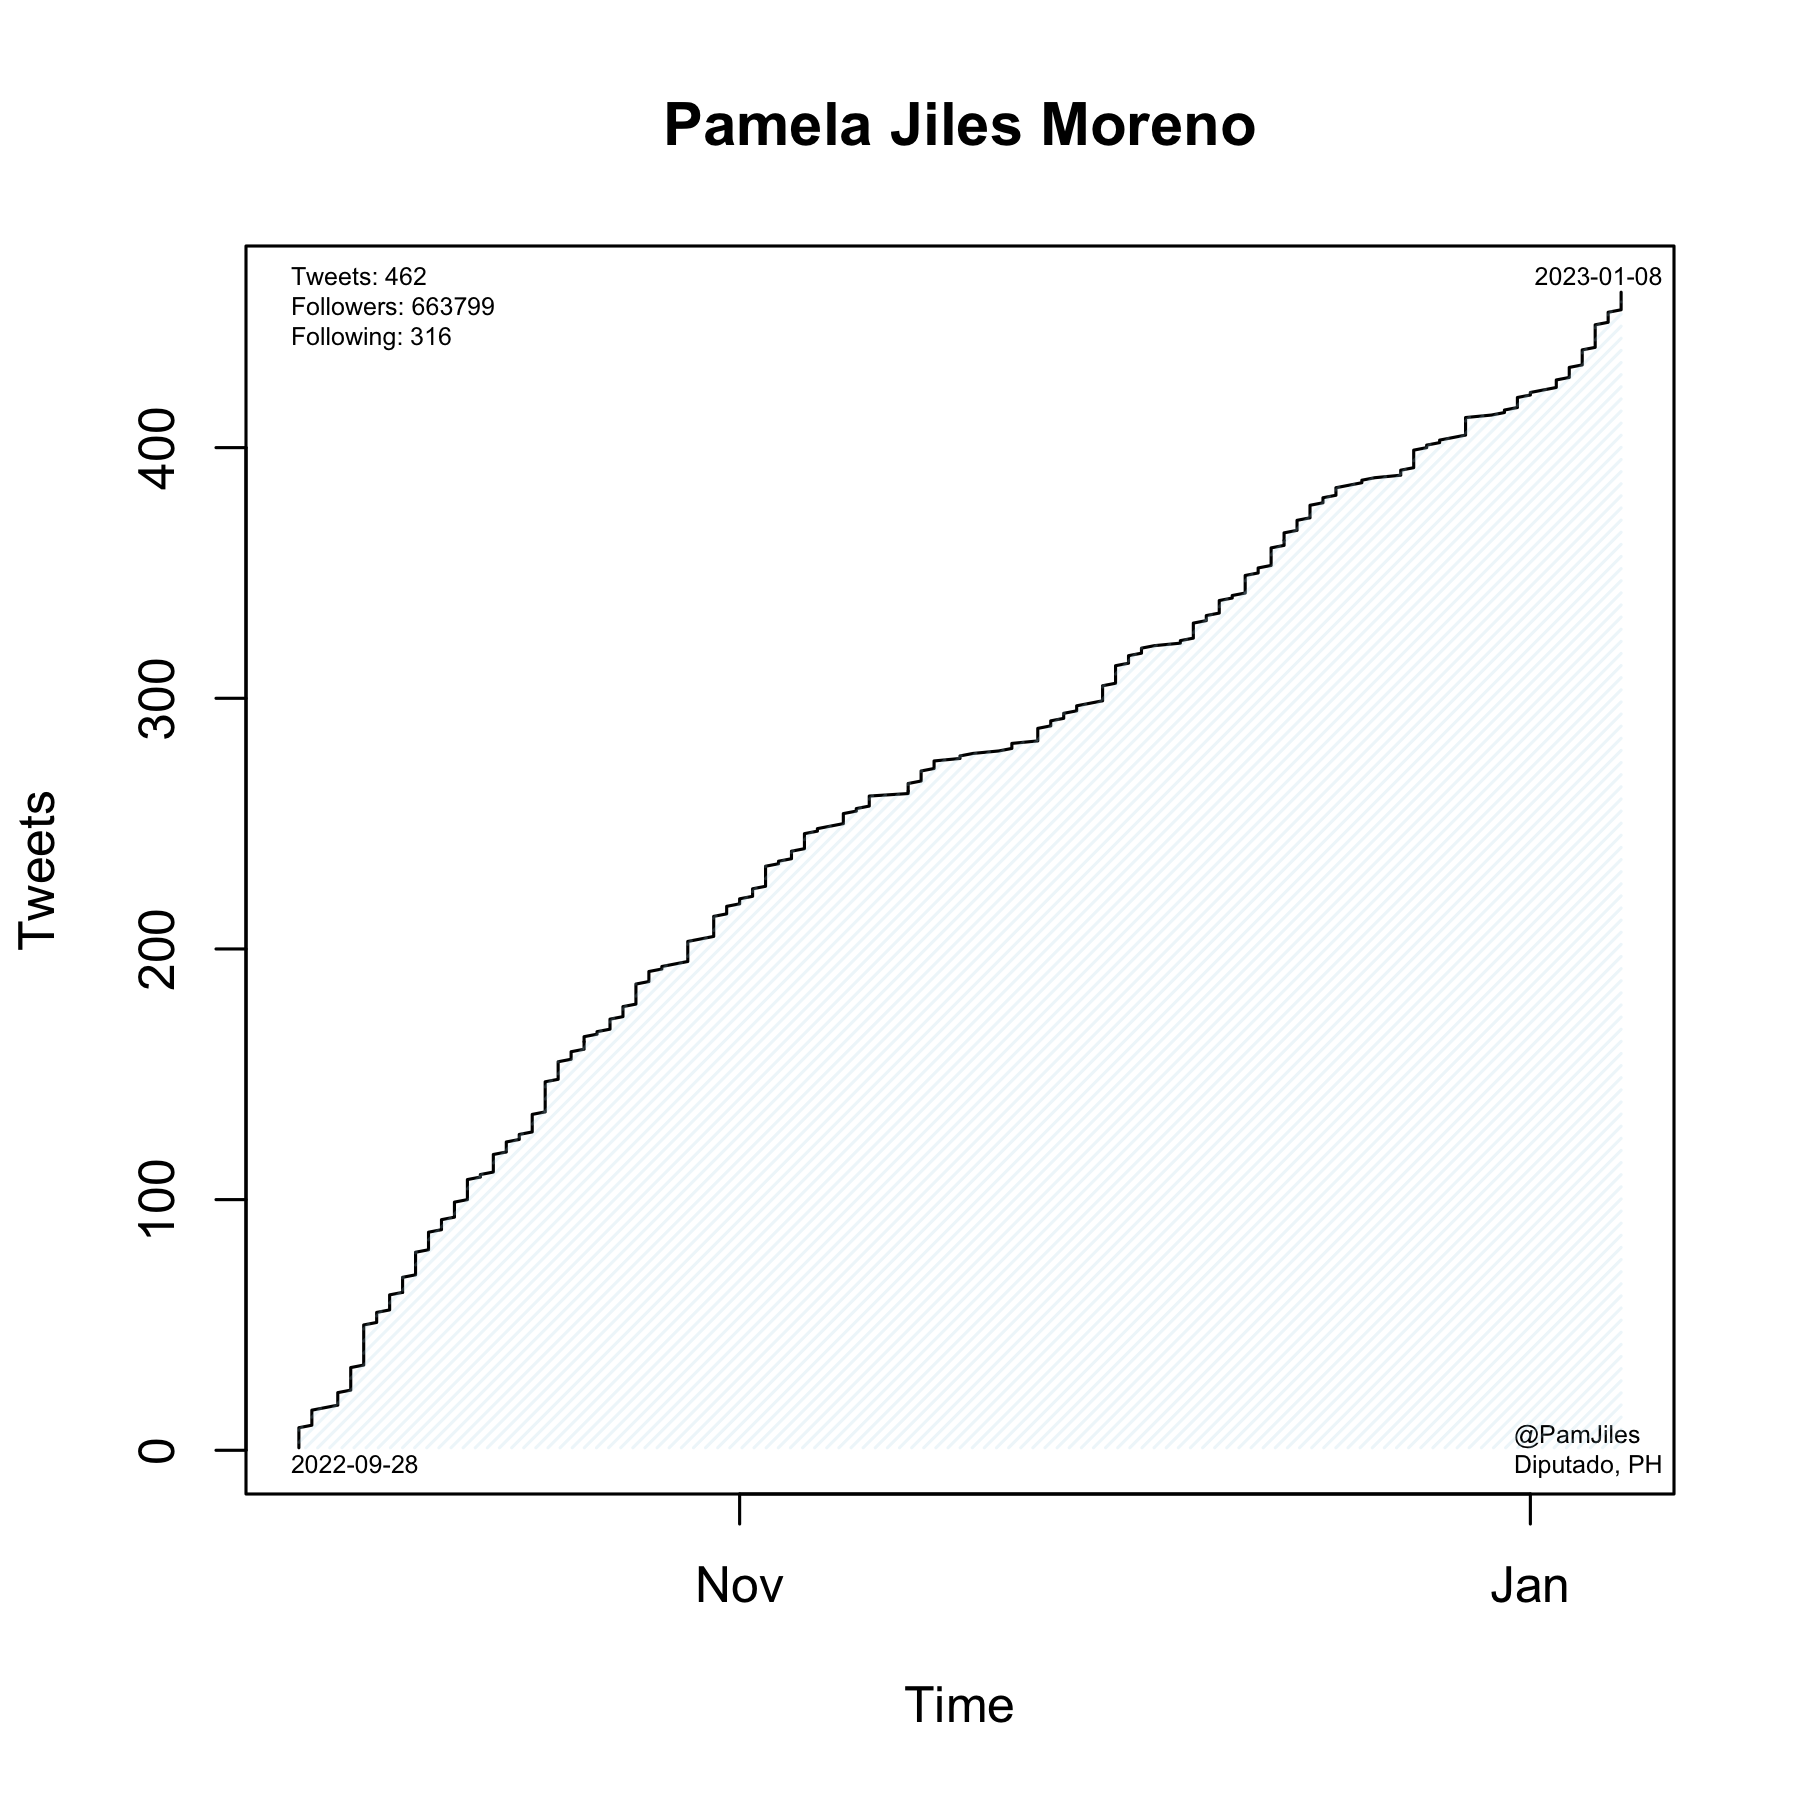 Pamela Jiles Moreno
Tweets: 462
Followers: 663799
Following: 316
2023-01-08
400
300
200
100
0
Tweets
2022-09-28
@PamJiles
Diputado, PH
Nov
Jan
Time